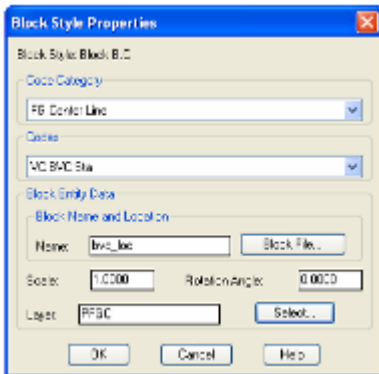 Block Style Properties
Block Style: Block B.C
Code Category
FG Center Line
Codes
VC BVC Sta
Block Entity Data
Block Name and Location
Name: bvc_loc Block File...
Scale: 1.0000 Rotation Angle: 0.0000
Layer: PFGC Select...
OK Cancel Help